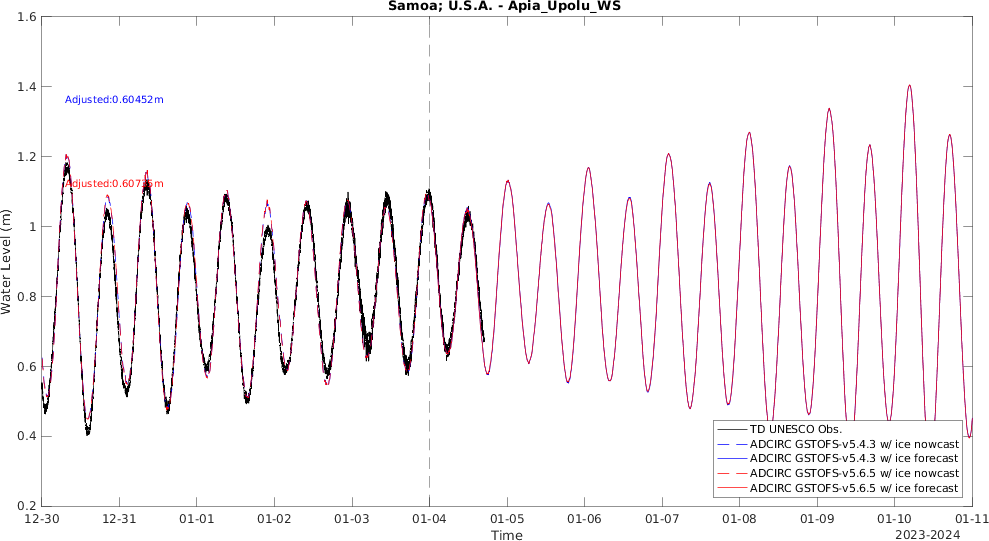 Samoa; U.S.A. - Apia_Upolu_WS
Water Level (m)
1.6
1.4
1.2
1
0.8
0.6
0.4
0.2
Adjusted:0.60452m
TD UNESCO Obs.
ADCIRC GSTOFS-v5.4.3 w/ ice nowcast
ADCIRC GSTOFS-v5.4.3 w/ ice forecast
ADCIRC GSTOFS-v5.6.5 w/ ice nowcast
ADCIRC GSTOFS-v5.6.5 w/ ice forecast
12-30 12-31 01-01 01-02 01-03 01-04 01-05 01-06 01-07 01-08 01-09 01-10 01-11
Time
2023-2024